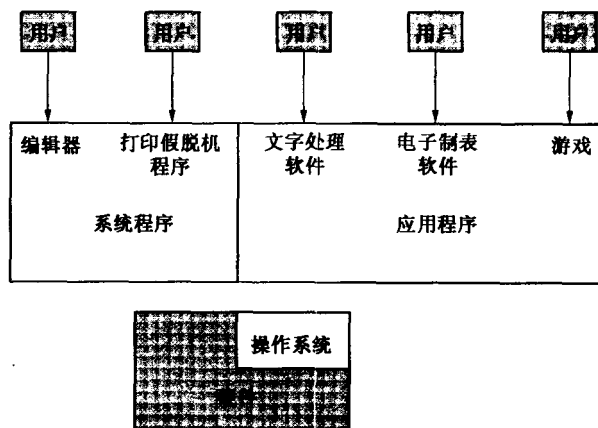 用户 用户 用户 用户 用户
编辑器 打印假脱机 文字处理 电子制表 游戏
程序 软件 软件
系统程序 应用程序
操作系统